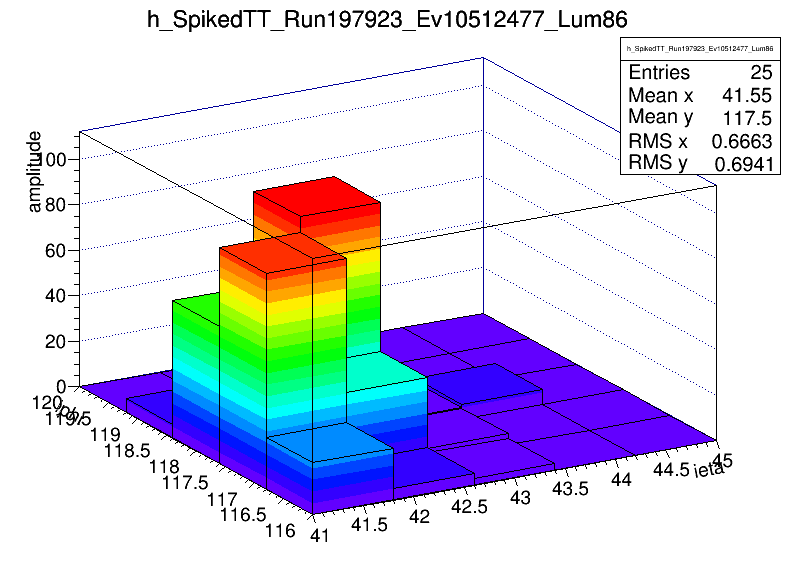 h_SpikedTT_Run197923_Ev10512477_Lum86
h_SpikedTT_Run197923_Ev10512477_Lum86
Entries 25
Mean x 41.55
Mean y 117.5
RMS x 0.6663
RMS y 0.6941
amplitude
100
80
60
40
20
0
120
119.5
119
118.5
118
117.5
117
116.5
116
iphi
41
41.5
42
42.5
43
43.5
44
44.5
45
ieta